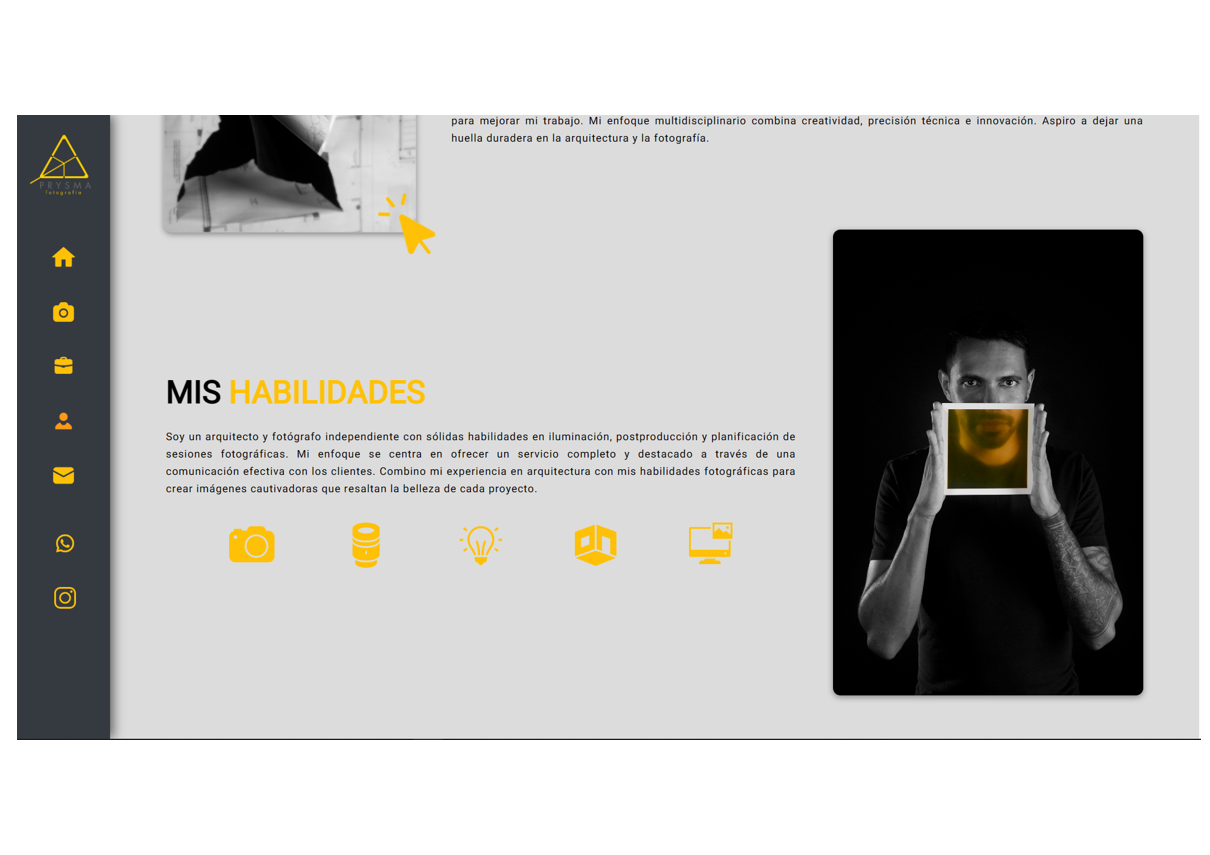 PRYSMA
fotografía
para mejorar mi trabajo. Mi enfoque multidisciplinario combina creatividad, precisión técnica e innovación. Aspiro a dejar una
huella duradera en la arquitectura y la fotografía.
MIS HABILIDADES
Soy un arquitecto y fotógrafo independiente con sólidas habilidades en iluminación, postproducción y planificación de
sesiones fotográficas. Mi enfoque se centra en ofrecer un servicio completo y destacado a través de una
comunicación efectiva con los clientes. Combino mi experiencia en arquitectura con mis habilidades fotográficas para
crear imágenes cautivadoras que resaltan la belleza de cada proyecto.